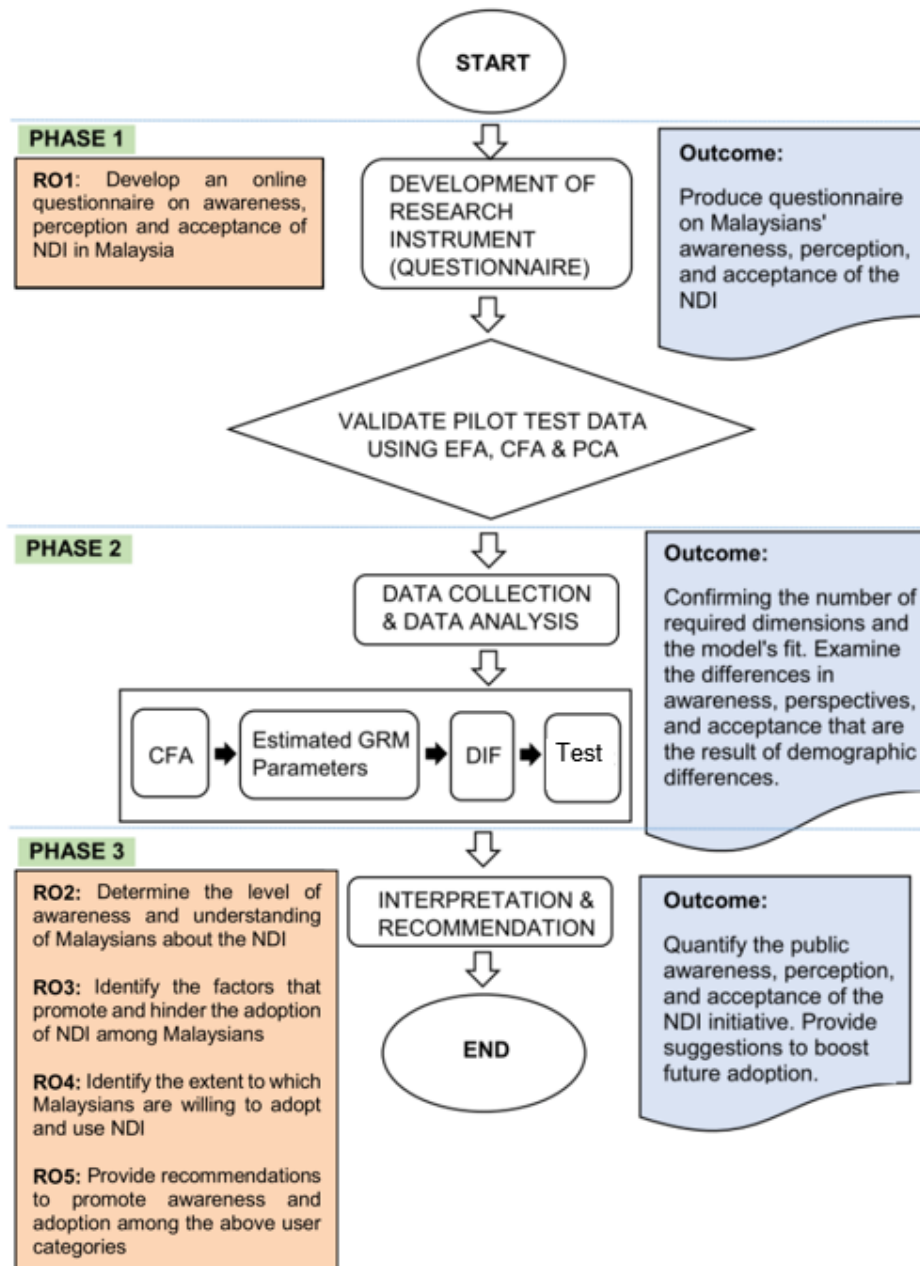 START
PHASE 1
RO1: Develop an online
questionnaire on awareness,
perception and acceptance of
NDI in Malaysia
DEVELOPMENT OF
RESEARCH
INSTRUMENT
(QUESTIONNAIRE)
Outcome:
Produce questionnaire
on Malaysians'
awareness, perception,
and acceptance of the
NDI
VALIDATE PILOT TEST DATA
USING EFA, CFA & PCA
PHASE 2
DATA COLLECTION
& DATA ANALYSIS
CFA
Estimated GRM
Parameters
DIF
Test
Outcome:
Confirming the number of
required dimensions and
the model's fit. Examine
the differences in
awareness, perspectives,
and acceptance that are
the result of demographic
differences.
PHASE 3
RO2: Determine the level of
awareness and understanding
of Malaysians about the NDI
RO3: Identify the factors that
promote and hinder the adoption
of NDI among Malaysians
RO4: Identify the extent to which
Malaysians are willing to adopt
and use NDI
RO5: Provide recommendations
to promote awareness and
adoption among the above user
categories
INTERPRETATION &
RECOMMENDATION
END
Outcome:
Quantify the public
awareness, perception,
and acceptance of the
NDI initiative. Provide
suggestions to boost
future adoption.